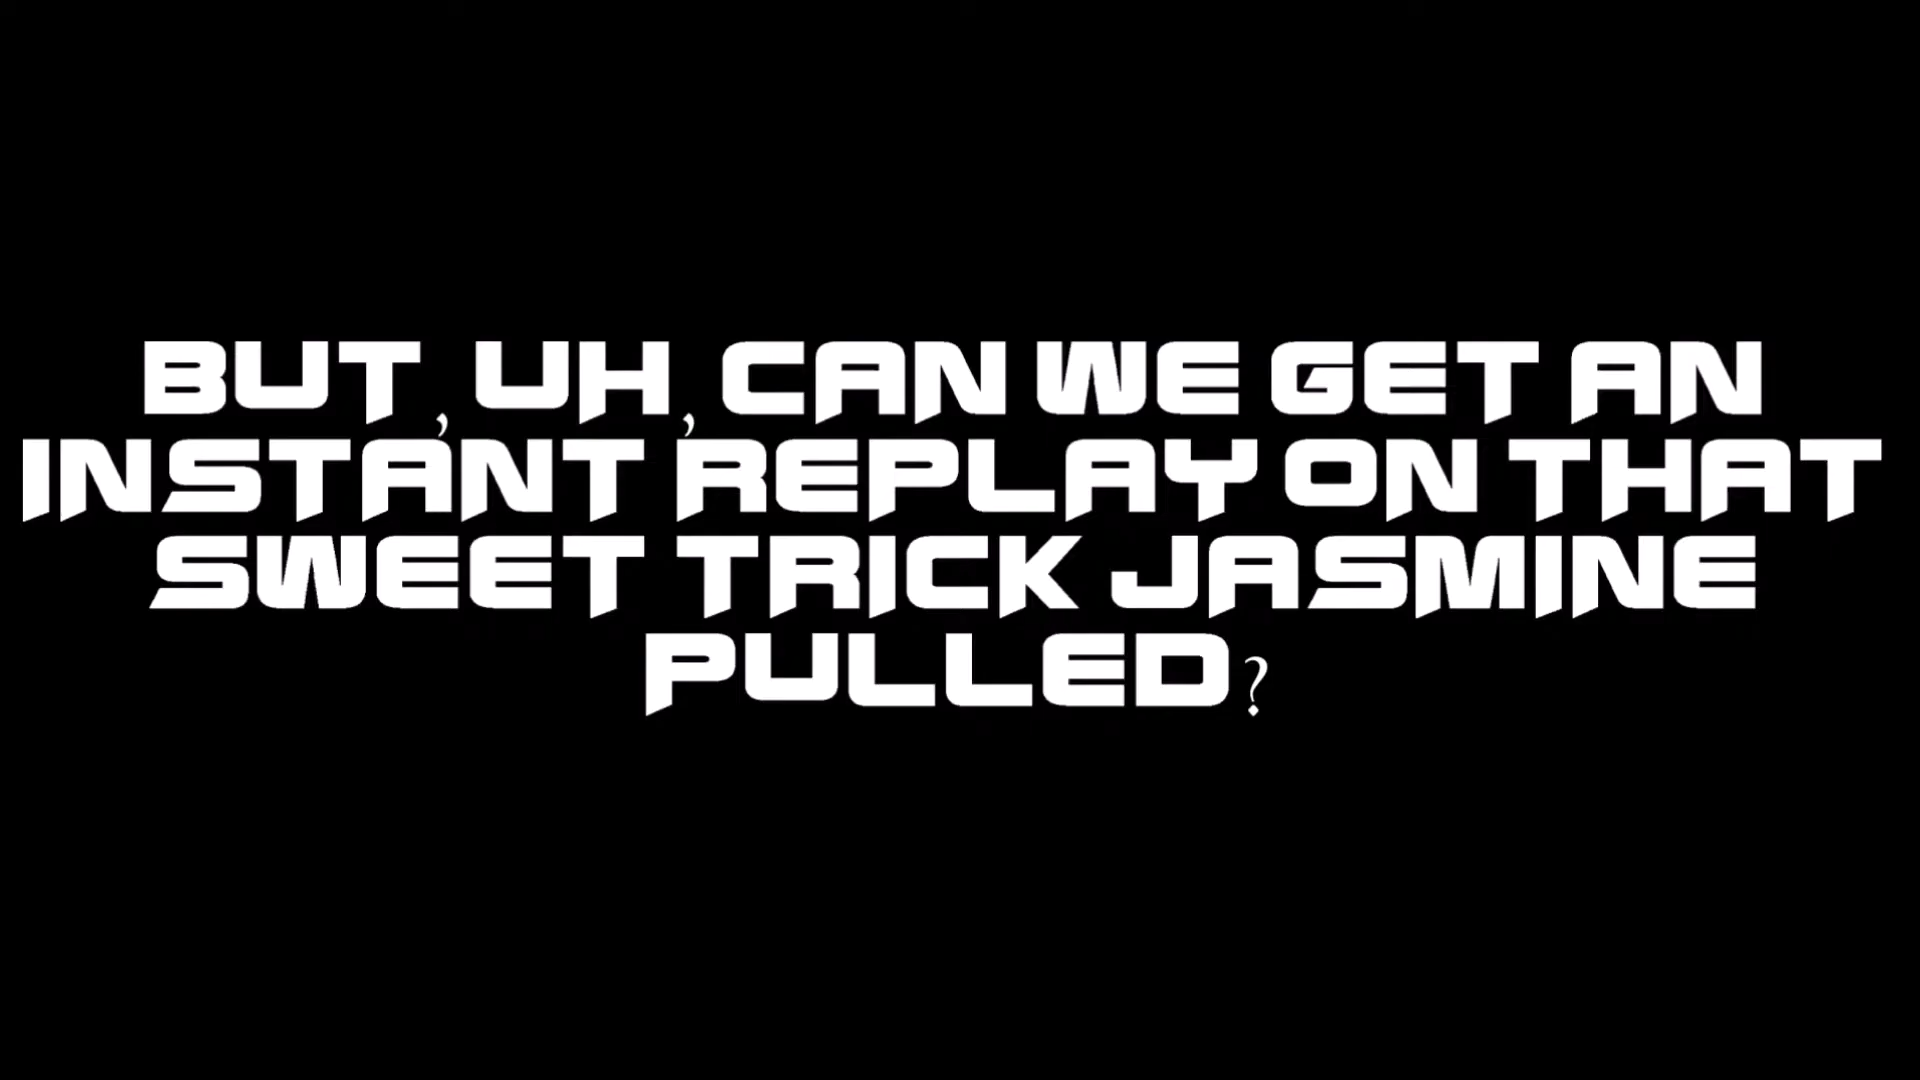 BUT, UH, CAN WE GET AN
INSTANT REPLAY ON THAT
SWEET TRICK JASMINE
PULLED?